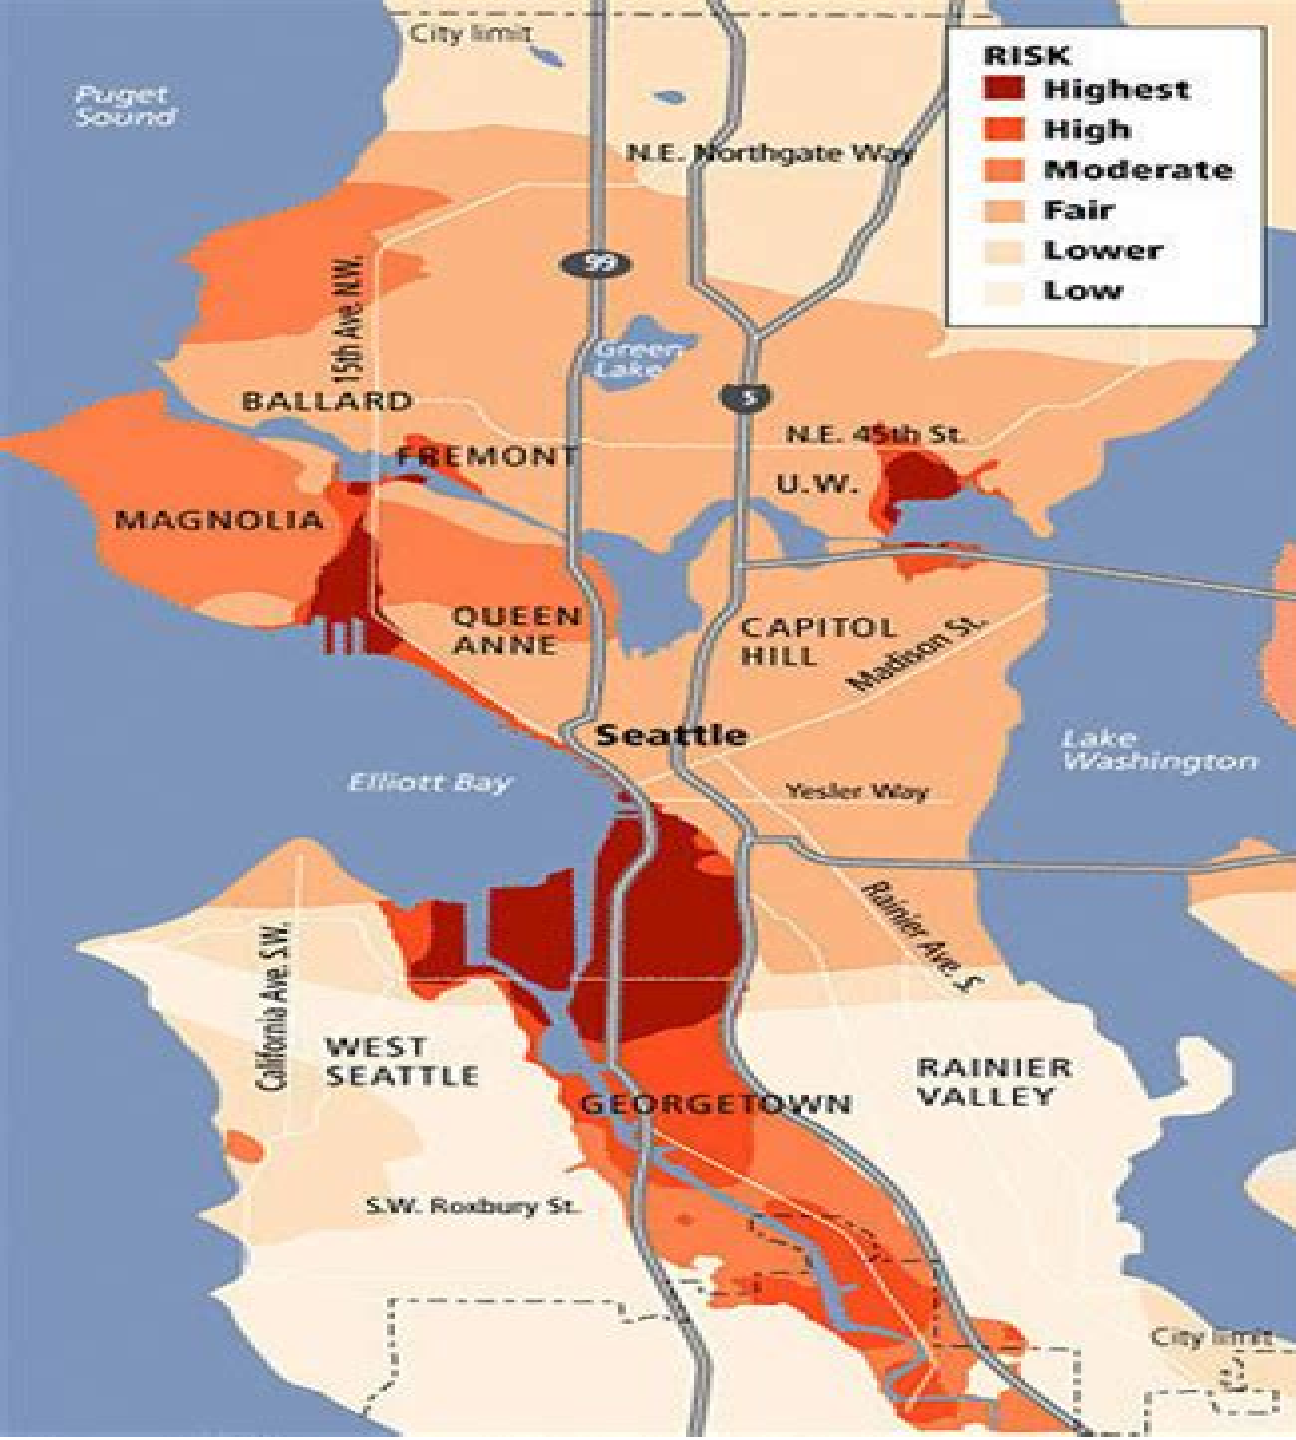 City limit
Puget
Sound
RISK
Highest
High
Moderate
Fair
Lower
Low
N.E. Northgate Way
99
15th Ave. N.W.
Green
Lake
5
BALLARD
N.E. 45th St.
FREMONT
U.W.
MAGNOLIA
QUEEN
ANNE
CAPITOL
HILL
Madison St.
Seattle
Lake
Washington
Elliott Bay
Yesler Way
Rainier Ave. S.
California Ave. S.W.
WEST
SEATTLE
RAINIER
VALLEY
GEORGETOWN
S.W. Roxbury St.
City limit